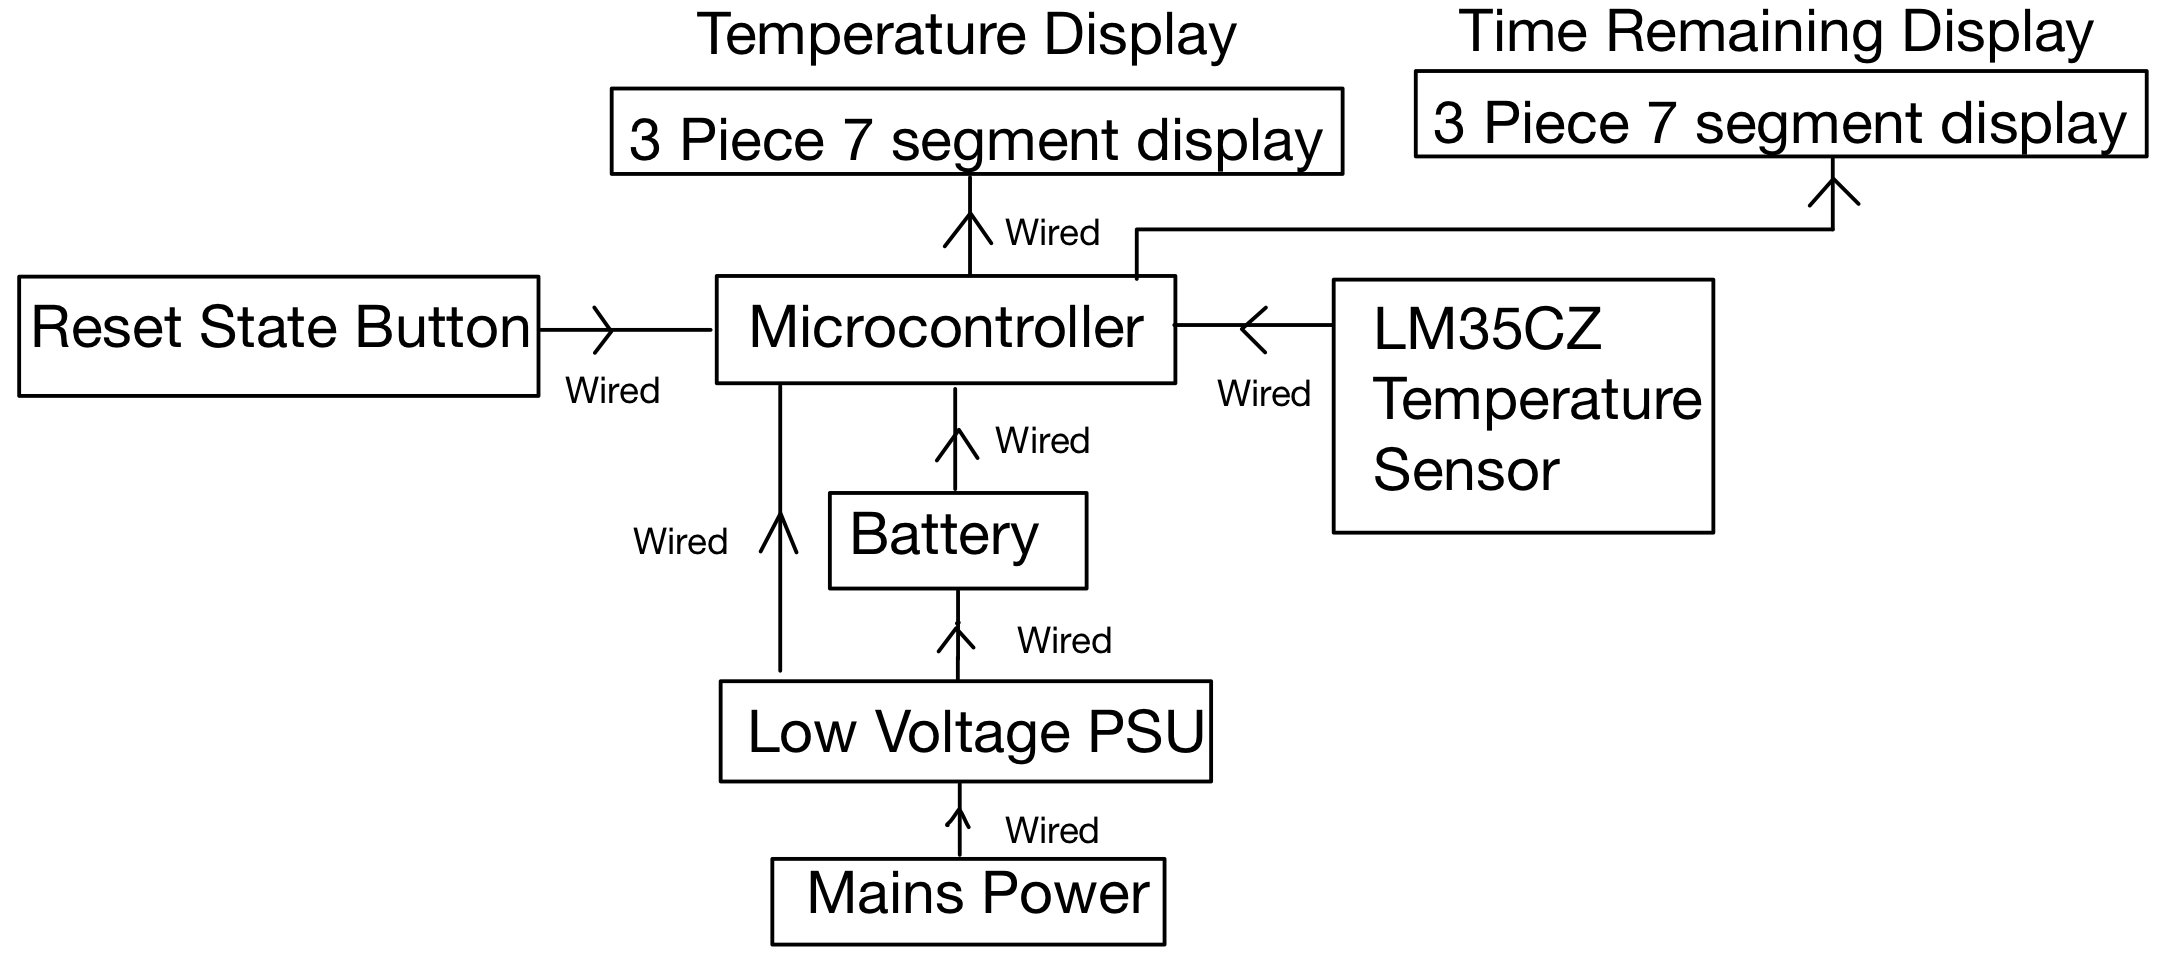 Temperature Display
Time Remaining Display
3 Piece 7 segment display
3 Piece 7 segment display
Wired
Reset State Button
Microcontroller
LM35CZ
Temperature
Sensor
Wired
Wired
Wired
Battery
Wired
Wired
Low Voltage PSU
Wired
Mains Power